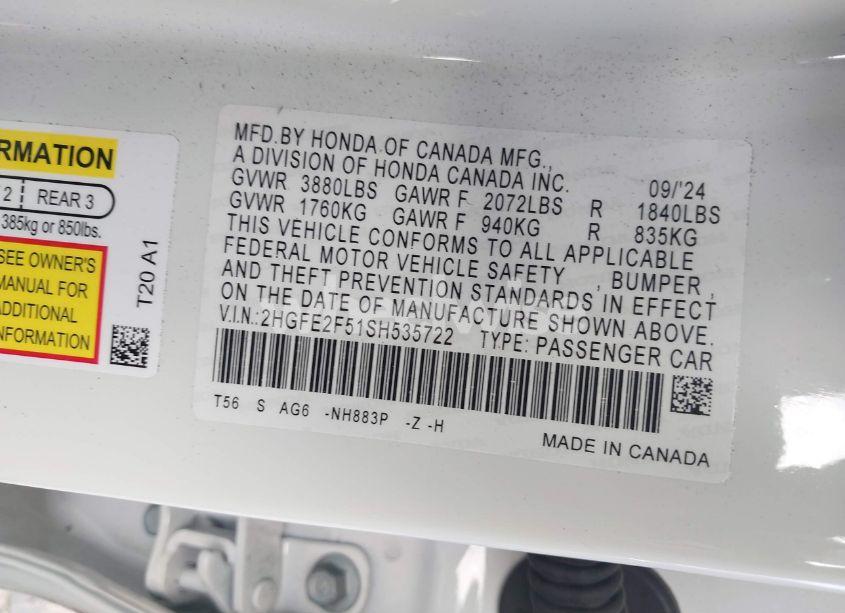 RMATION
2 REAR 3
385kg or 850lbs.
SEE OWNER'S
MANUAL FOR
ADDITIONAL
INFORMATION
T20 A1
MFD.BY HONDA OF CANADA MFG.,
A DIVISION OF HONDA CANADA INC. 09/'24
GVWR 3880LBS GAWR F 2072LBS R 1840LBS
GVWR 1760KG GAWR F 940KG R 835KG
THIS VEHICLE CONFORMS TO ALL APPLICABLE
FEDERAL MOTOR VEHICLE SAFETY , BUMPER ,
AND THEFT PREVENTION STANDARDS IN EFFECT
ON THE DATE OF MANUFACTURE SHOWN ABOVE.
V.I.N.:2HGFE2F51SH535722 TYPE: PASSENGER CAR
T56 S AG6 -NH883P -Z -H
MADE IN CANADA